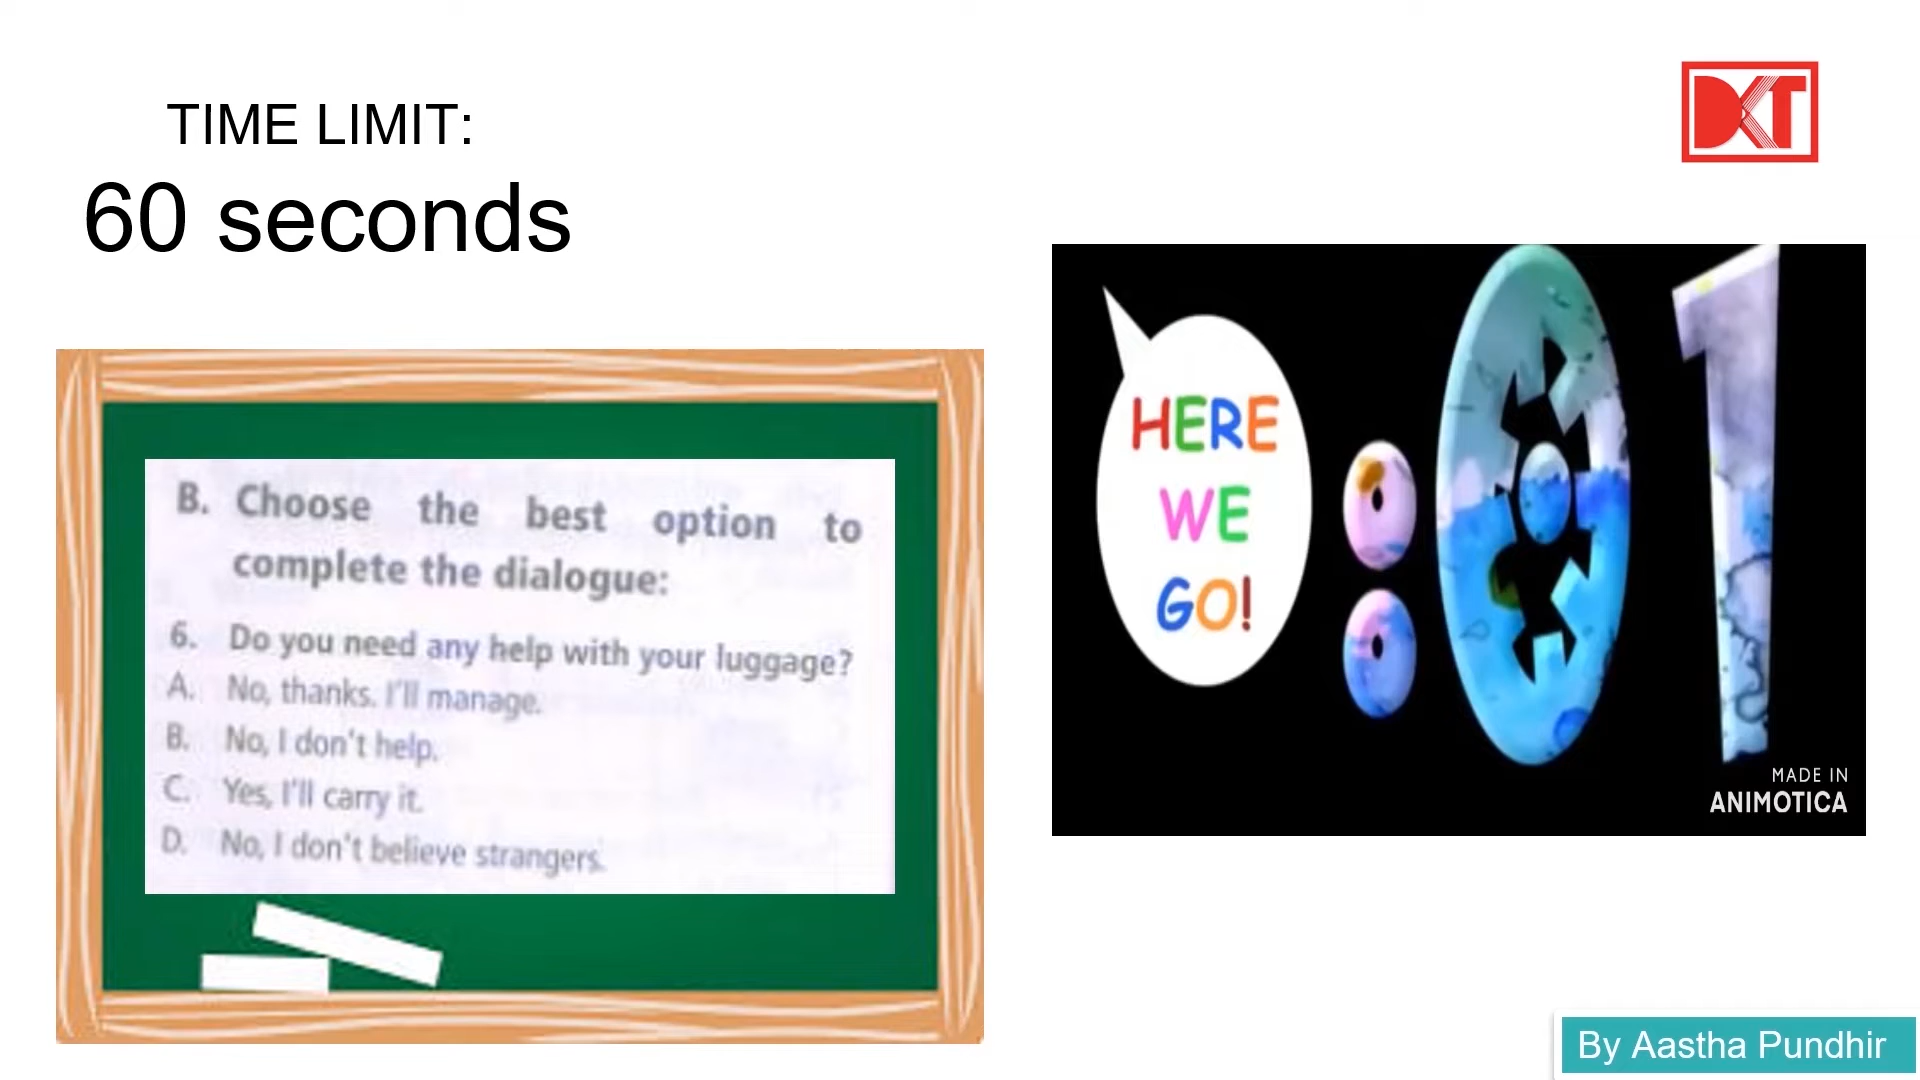 TIME LIMIT:
60 seconds
DKT
B. Choose the best option to
complete the dialogue:
6. Do you need any help with your luggage?
A. No, thanks. I'll manage.
B. No, I don't help.
C. Yes, I'll carry it.
D. No, I don't believe strangers.
HERE
WE
GO!
:01
MADE IN
ANIMOTICA
By Aastha Pundhir